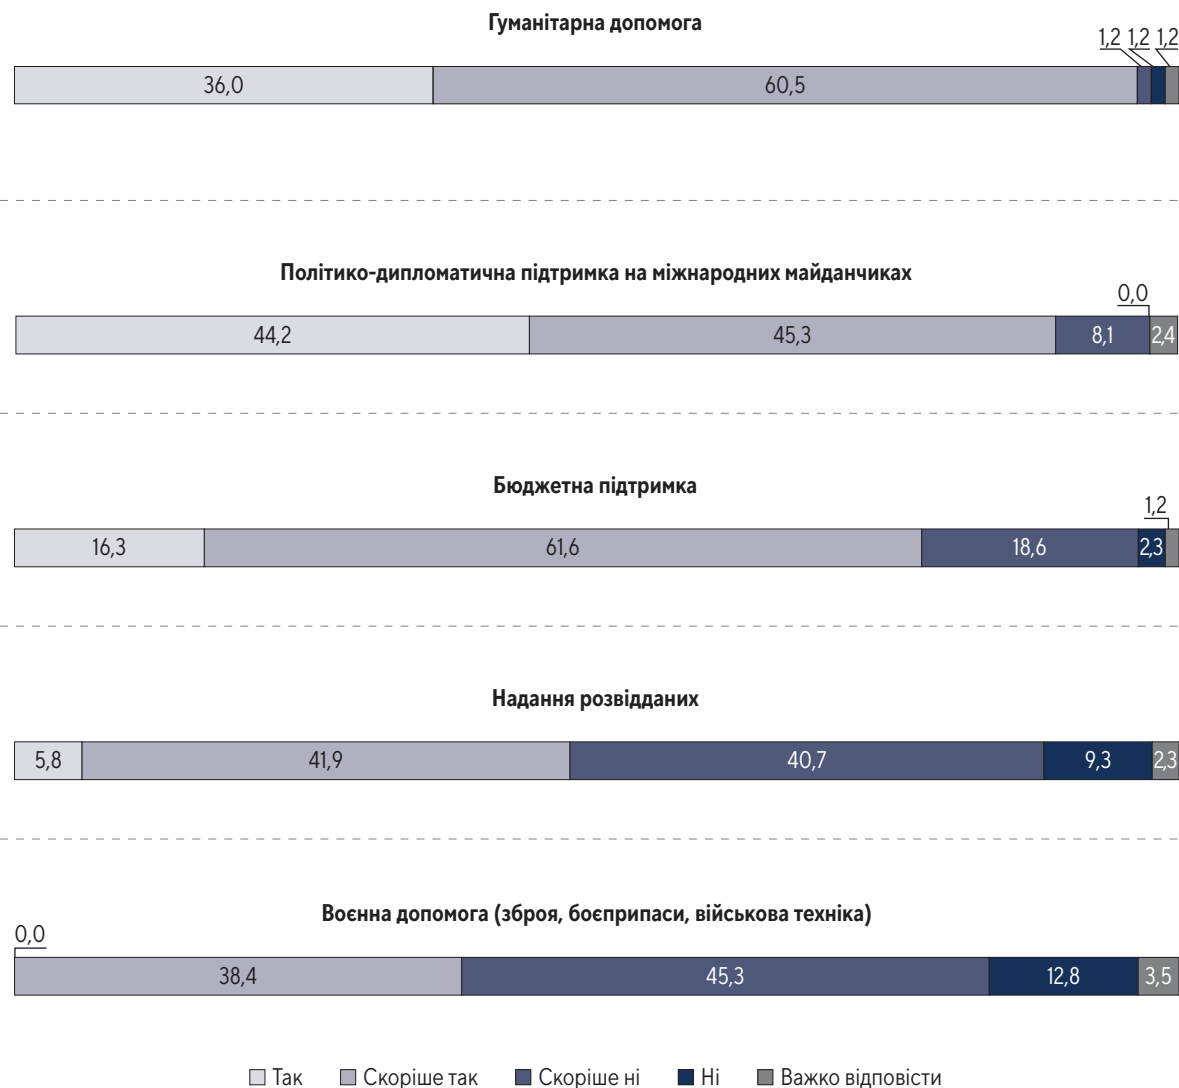 Гуманітарна допомога
1,2 1,2 1,2
36,0 60,5
Політико-дипломатична підтримка на міжнародних майданчиках
0,0
44,2 45,3 8,1 2,4
Бюджетна підтримка
1,2
16,3 61,6 18,6 2,3
Надання розвідданих
5,8 41,9 40,7 9,3 2,3
Воєнна допомога (зброя, боєприпаси, військова техніка)
0,0
38,4 45,3 12,8 3,5
Так Скоріше так Скоріше ні Ні Важко відповісти